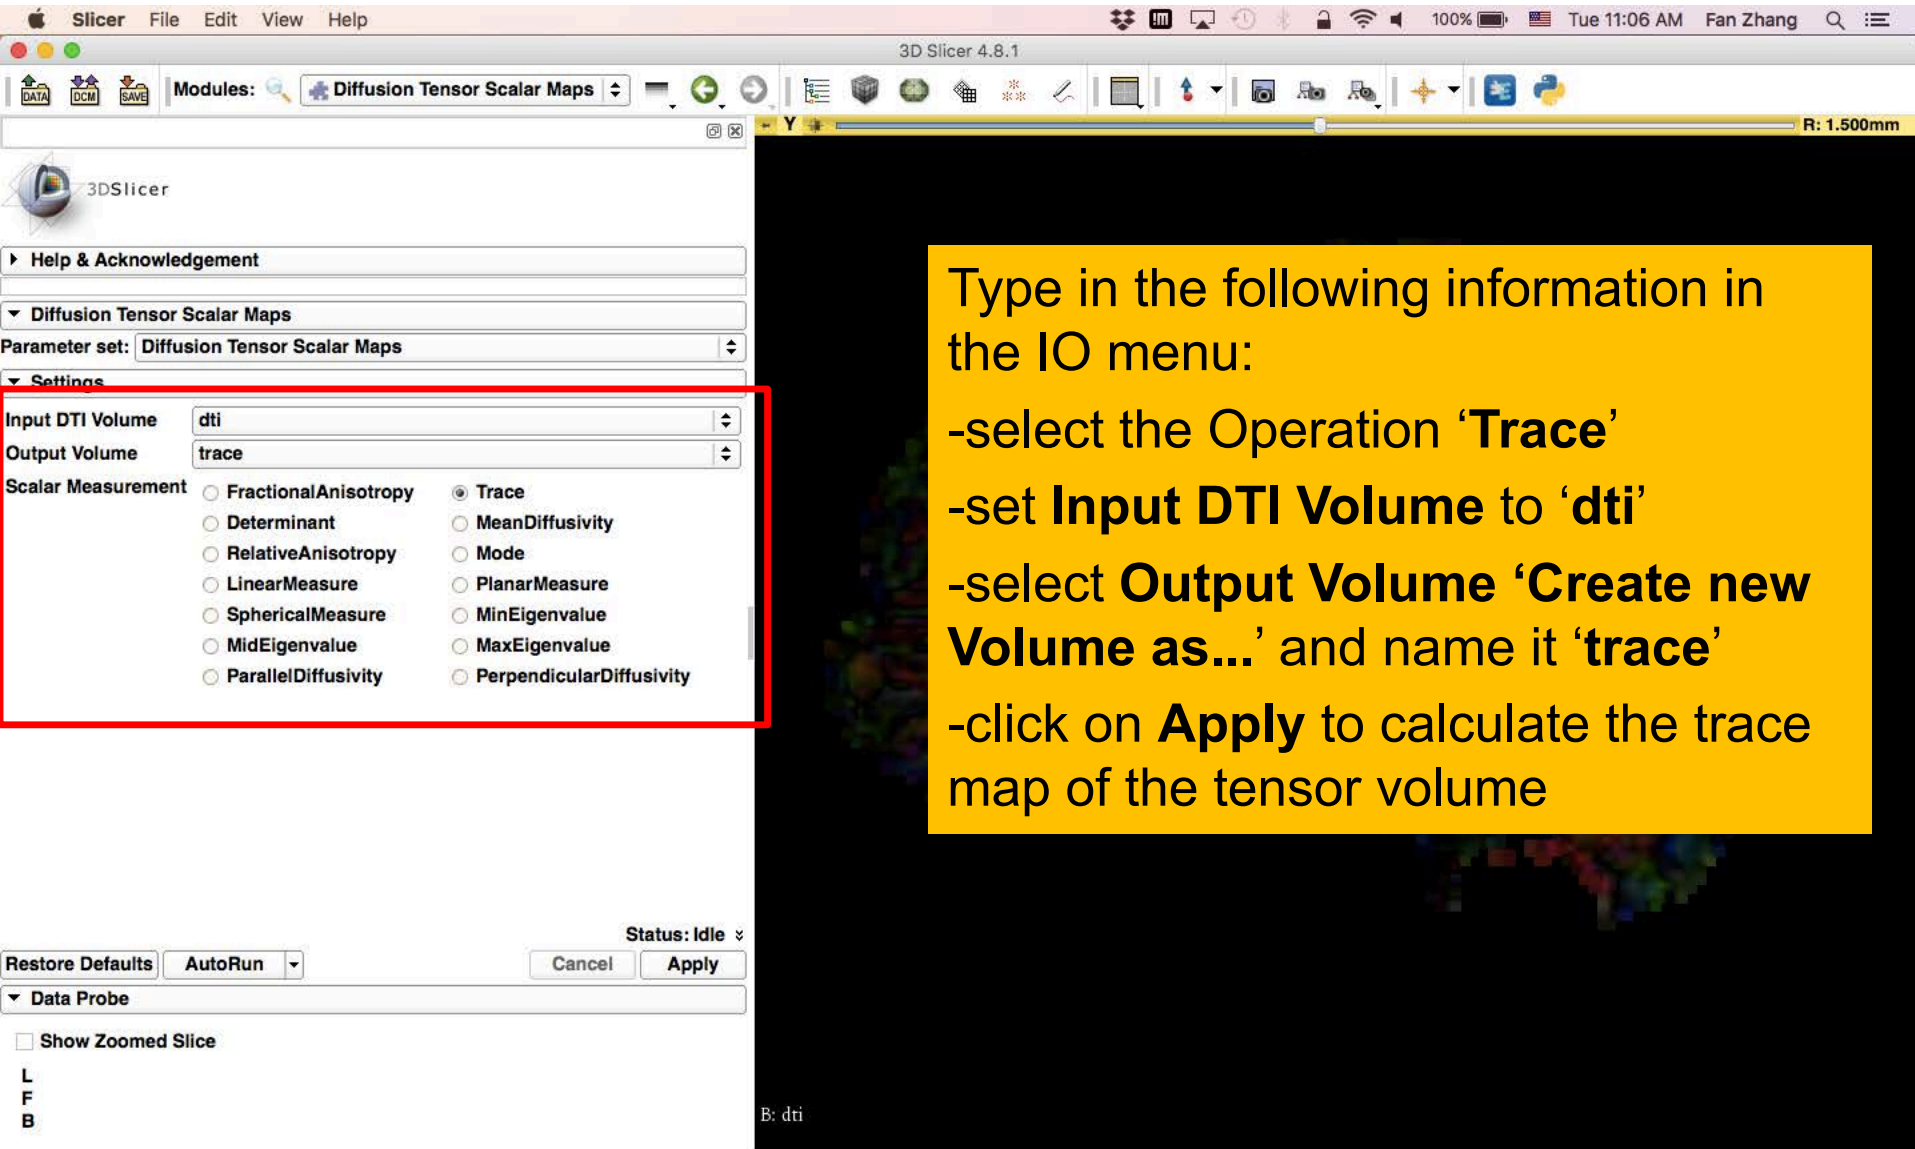 Slicer File Edit View Help 100% Tue 11:06 AM Fan Zhang
3D Slicer 4.8.1
DATA DCM SAVE Modules: Diffusion Tensor Scalar Maps
Y R: 1.500mm
3DSlicer
Help & Acknowledgement
Diffusion Tensor Scalar Maps
Parameter set: Diffusion Tensor Scalar Maps
Settings
Input DTI Volume dti
Output Volume trace
Scalar Measurement FractionalAnisotropy Trace
Determinant MeanDiffusivity
RelativeAnisotropy Mode
LinearMeasure PlanarMeasure
SphericalMeasure MinEigenvalue
MidEigenvalue MaxEigenvalue
ParallelDiffusivity PerpendicularDiffusivity
Status: Idle
Restore Defaults AutoRun Cancel Apply
Data Probe
Show Zoomed Slice
L
F
B
Type in the following information in
the IO menu:
-select the Operation ‘Trace’
-set Input DTI Volume to ‘dti’
-select Output Volume ‘Create new
Volume as...’ and name it ‘trace’
-click on Apply to calculate the trace
map of the tensor volume
B: dti